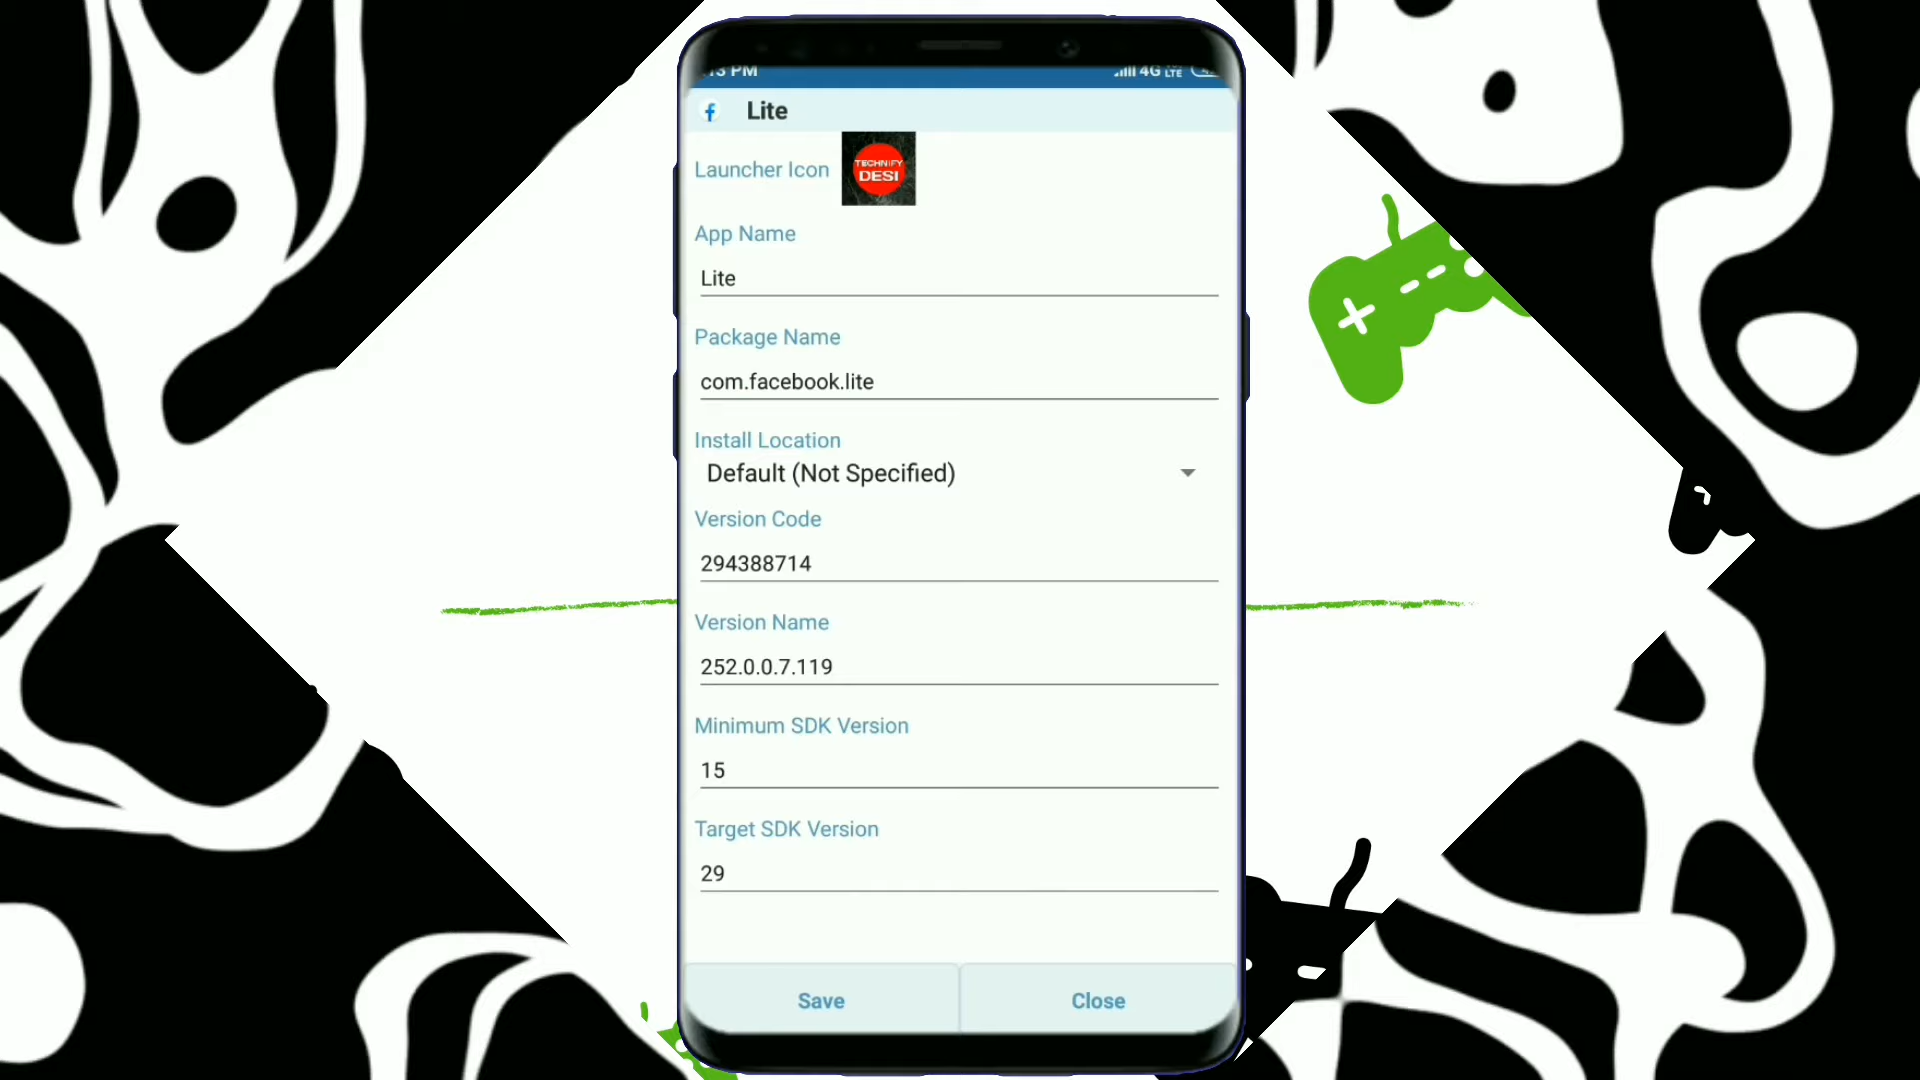 13 PM
4G LTE
Lite
Launcher Icon
TECHNIFY
DESI
App Name
Lite
Package Name
com.facebook.lite
Install Location
Default (Not Specified)
Version Code
294388714
Version Name
252.0.0.7.119
Minimum SDK Version
15
Target SDK Version
29
Save
Close